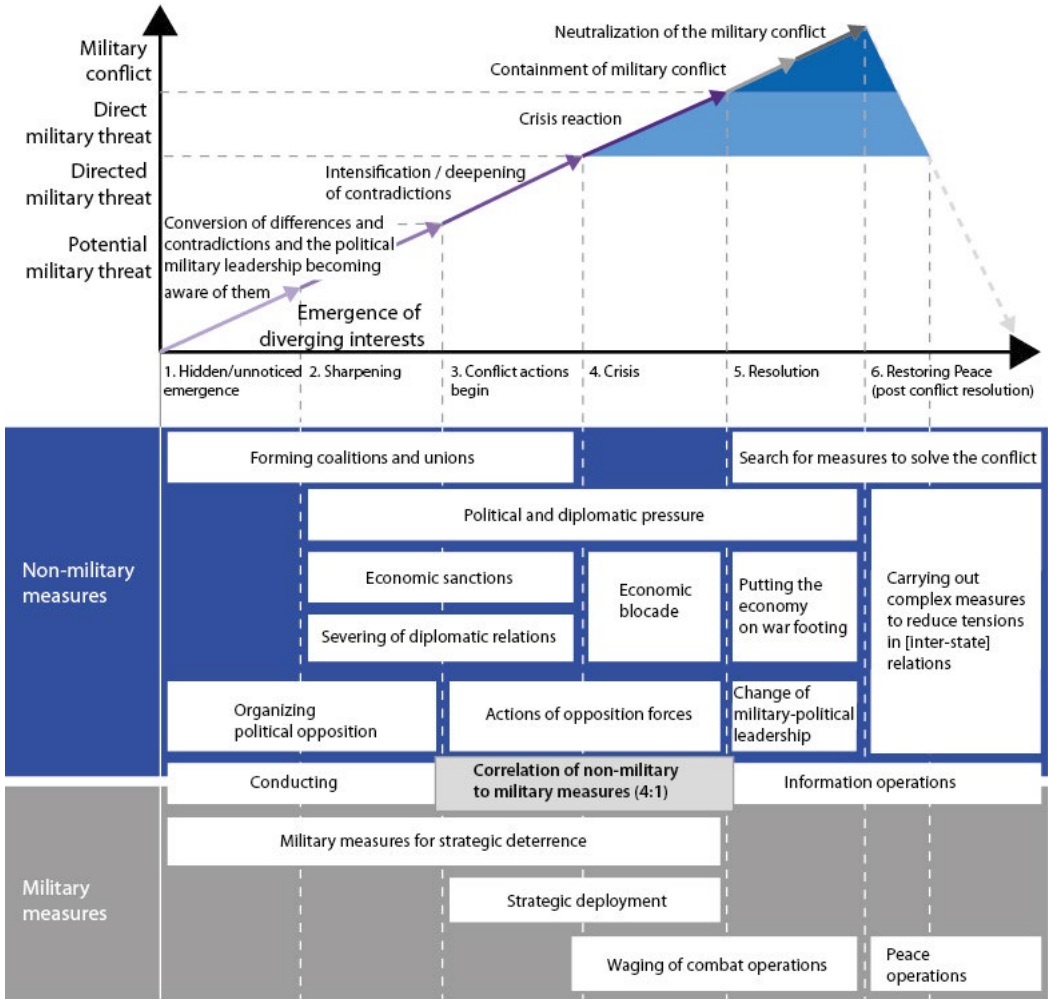 Military
conflict
Direct
military threat
Directed
military threat
Potential
military threat
Neutralization of the military conflict
Containment of military conflict
Crisis reaction
Intensification / deepening
of contradictions
Conversion of differences and
contradictions and the political
military leadership becoming
aware of them
Emergence of
diverging interests
1. Hidden/unnoticed
emergence
2. Sharpening
3. Conflict actions
begin
4. Crisis
5. Resolution
6. Restoring Peace
(post conflict resolution)
Non-military
measures
Forming coalitions and unions
Search for measures to solve the conflict
Political and diplomatic pressure
Economic sanctions
Severing of diplomatic relations
Economic
blocade
Putting the
economy
on war footing
Carrying out
complex measures
to reduce tensions
in [inter-state]
relations
Organizing
political opposition
Actions of opposition forces
Change of
military-political
leadership
Conducting
Correlation of non-military
to military measures (4:1)
Information operations
Military
measures
Military measures for strategic deterrence
Strategic deployment
Waging of combat operations
Peace
operations